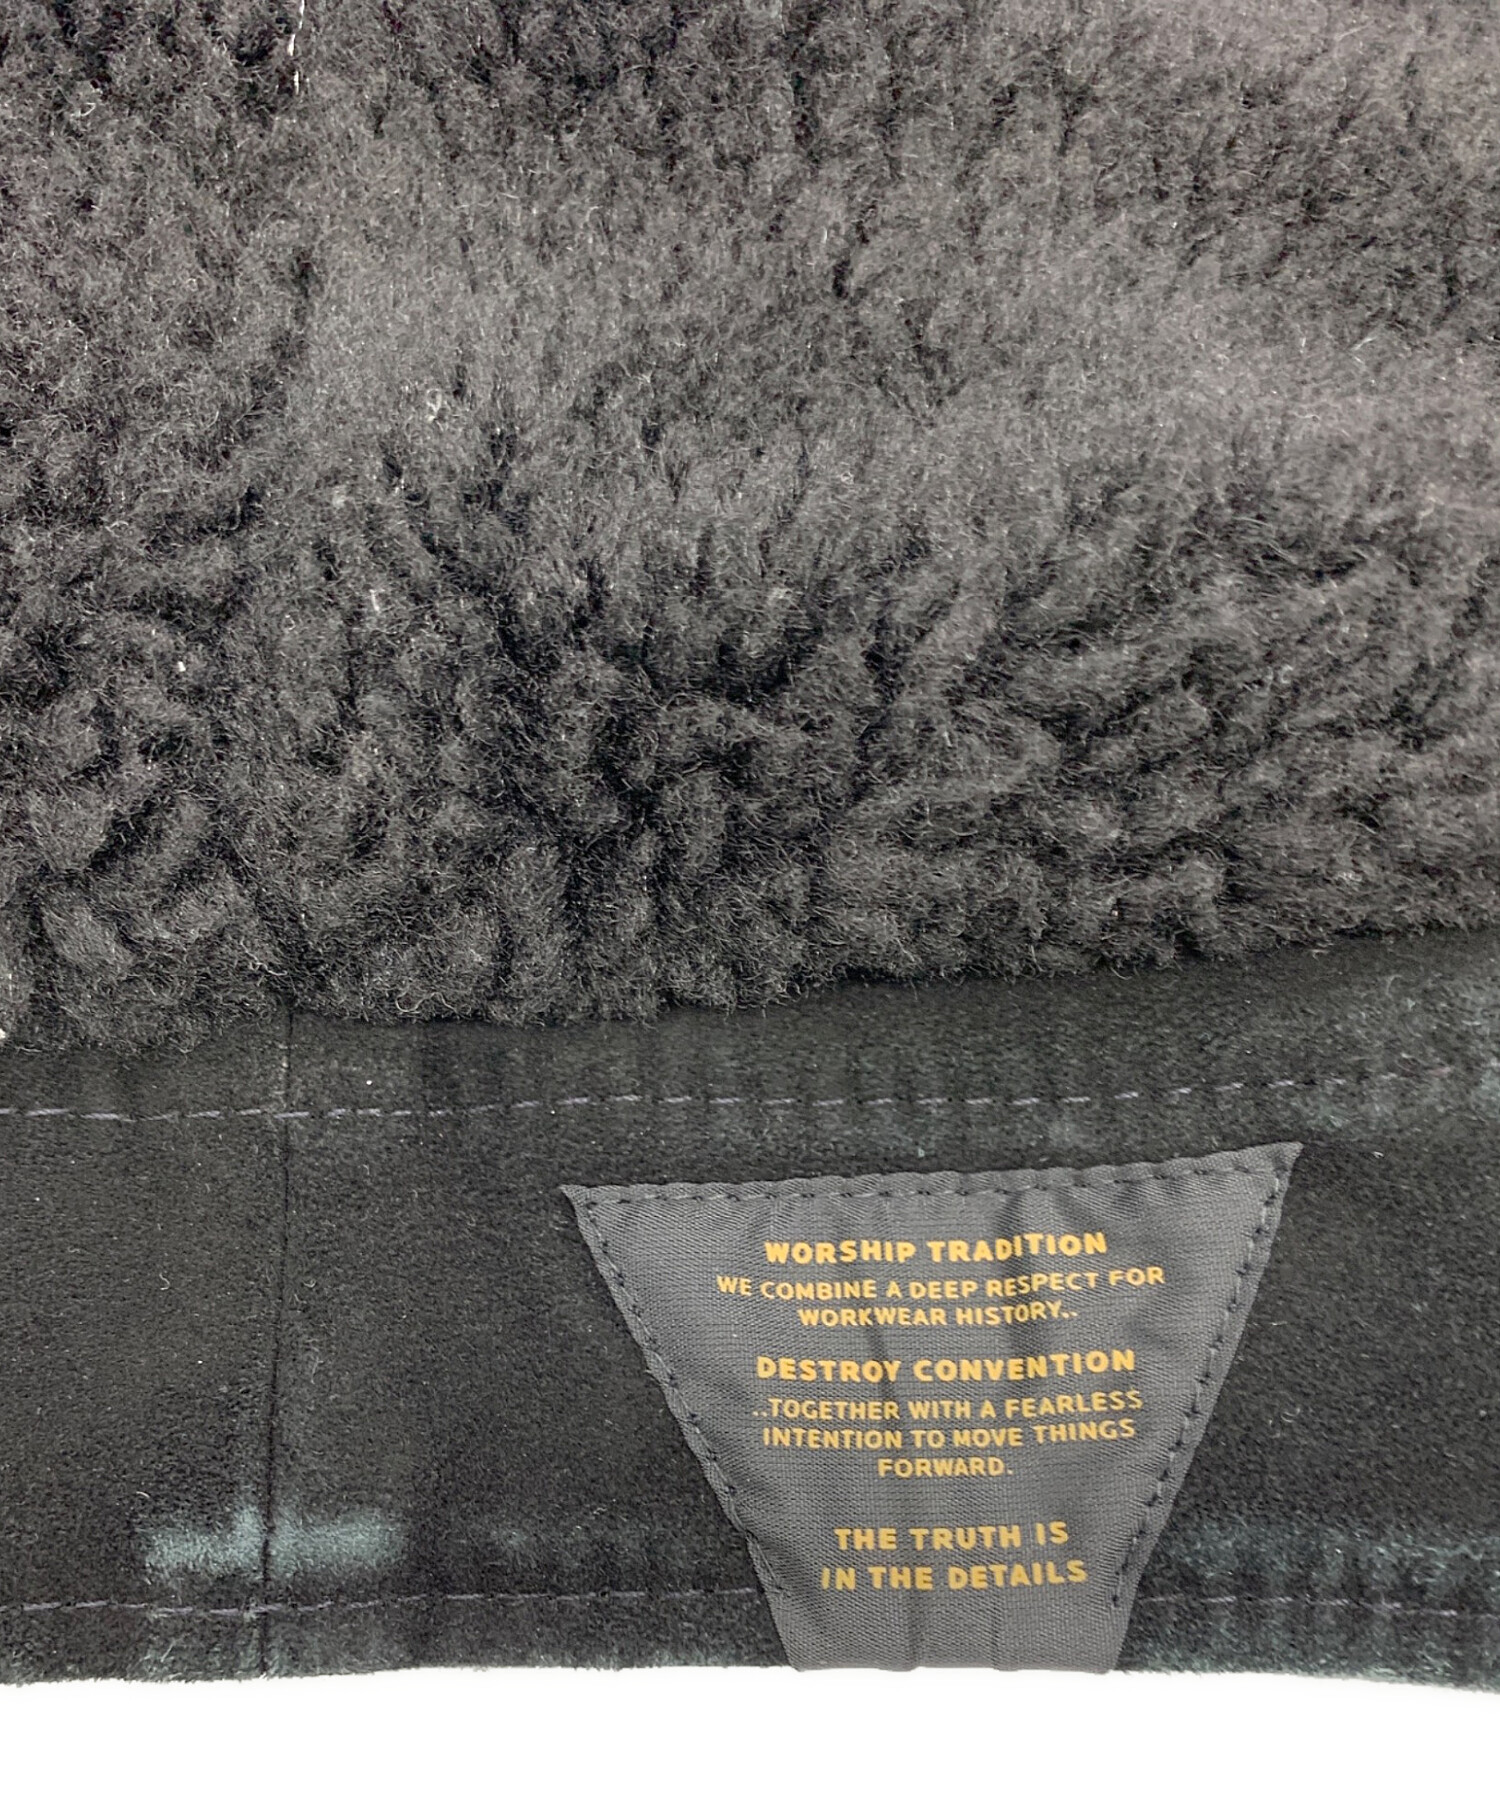 WORSHIP TRADITION
WE COMBINE A DEEP RESPECT FOR
WORKWEAR HISTORY..
DESTROY CONVENTION
..TOGETHER WITH A FEARLESS
INTENTION TO MOVE THINGS
FORWARD.
THE TRUTH IS
IN THE DETAILS